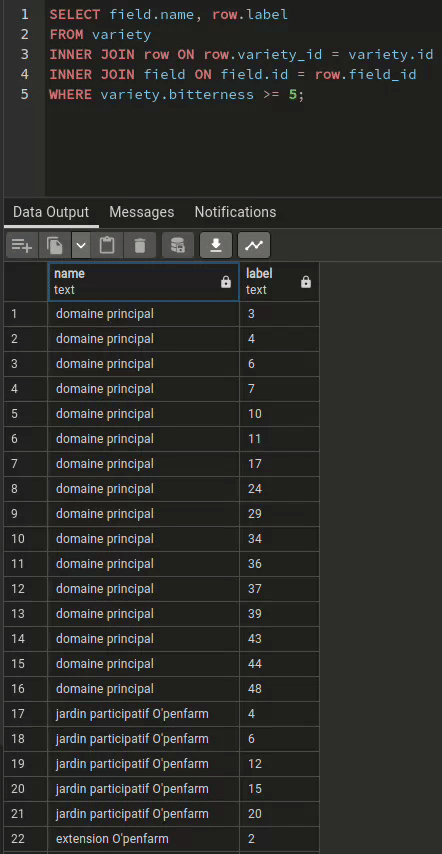 1 SELECT field.name, row.label
2 FROM variety
3 INNER JOIN row ON row.variety_id = variety.id
4 INNER JOIN field ON field.id = row.field_id
5 WHERE variety.bitterness >= 5;
Data Output Messages Notifications
name label
text text
1 domaine principal 3
2 domaine principal 4
3 domaine principal 6
4 domaine principal 7
5 domaine principal 10
6 domaine principal 11
7 domaine principal 17
8 domaine principal 24
9 domaine principal 29
10 domaine principal 34
11 domaine principal 36
12 domaine principal 37
13 domaine principal 39
14 domaine principal 43
15 domaine principal 44
16 domaine principal 48
17 jardin participatif O'penfarm 4
18 jardin participatif O'penfarm 6
19 jardin participatif O'penfarm 12
20 jardin participatif O'penfarm 15
21 jardin participatif O'penfarm 20
22 extension O'penfarm 2